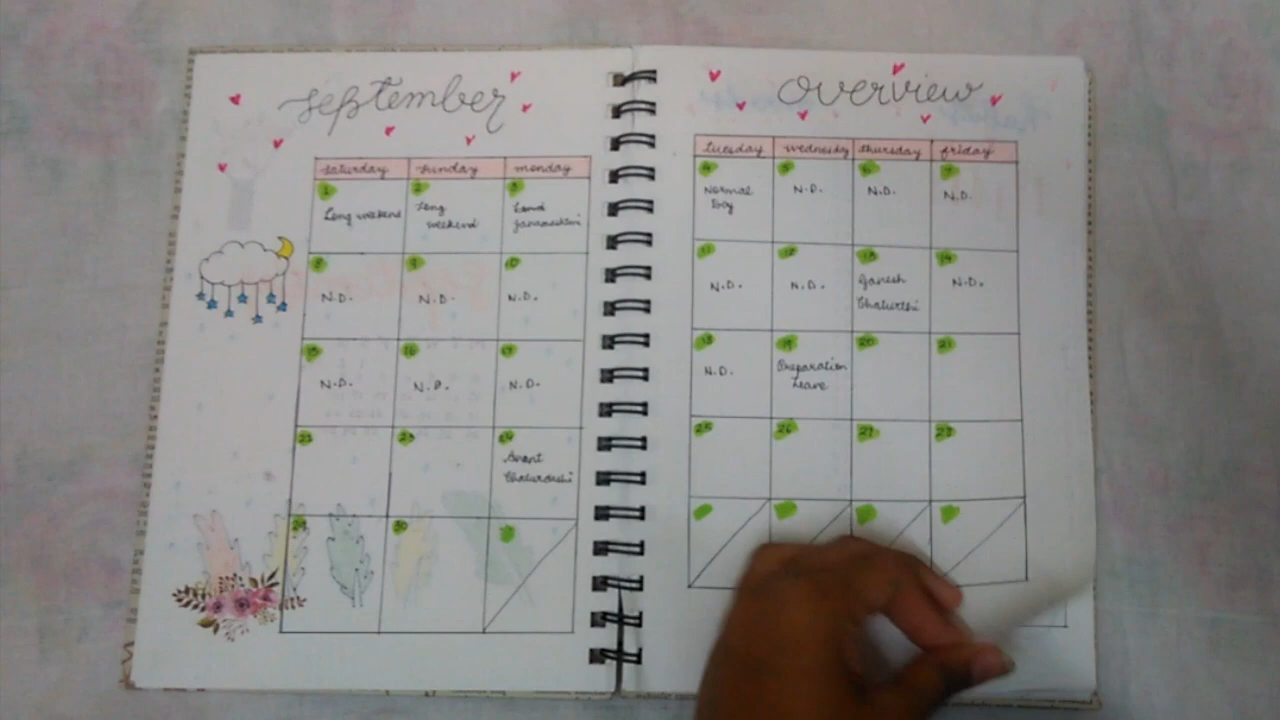 september
overview
saturday sunday monday
tuesday wednesday thursday friday
1 2 3
Long weekend
Long
weekend
4 5 6 7
Normal
Day
N.D. N.D. N.D.
8 9 10
N.D. N.D. N.D.
11 12 13 14
N.D. N.D.
Ganesh
Chaturthi
N.D.
15 16 17
N.D. N.D. N.D.
18 19 20 21
N.D.
Preparation
Leave
22 23 24
Anant
Chaturdashi
25 26 27 28
29 30